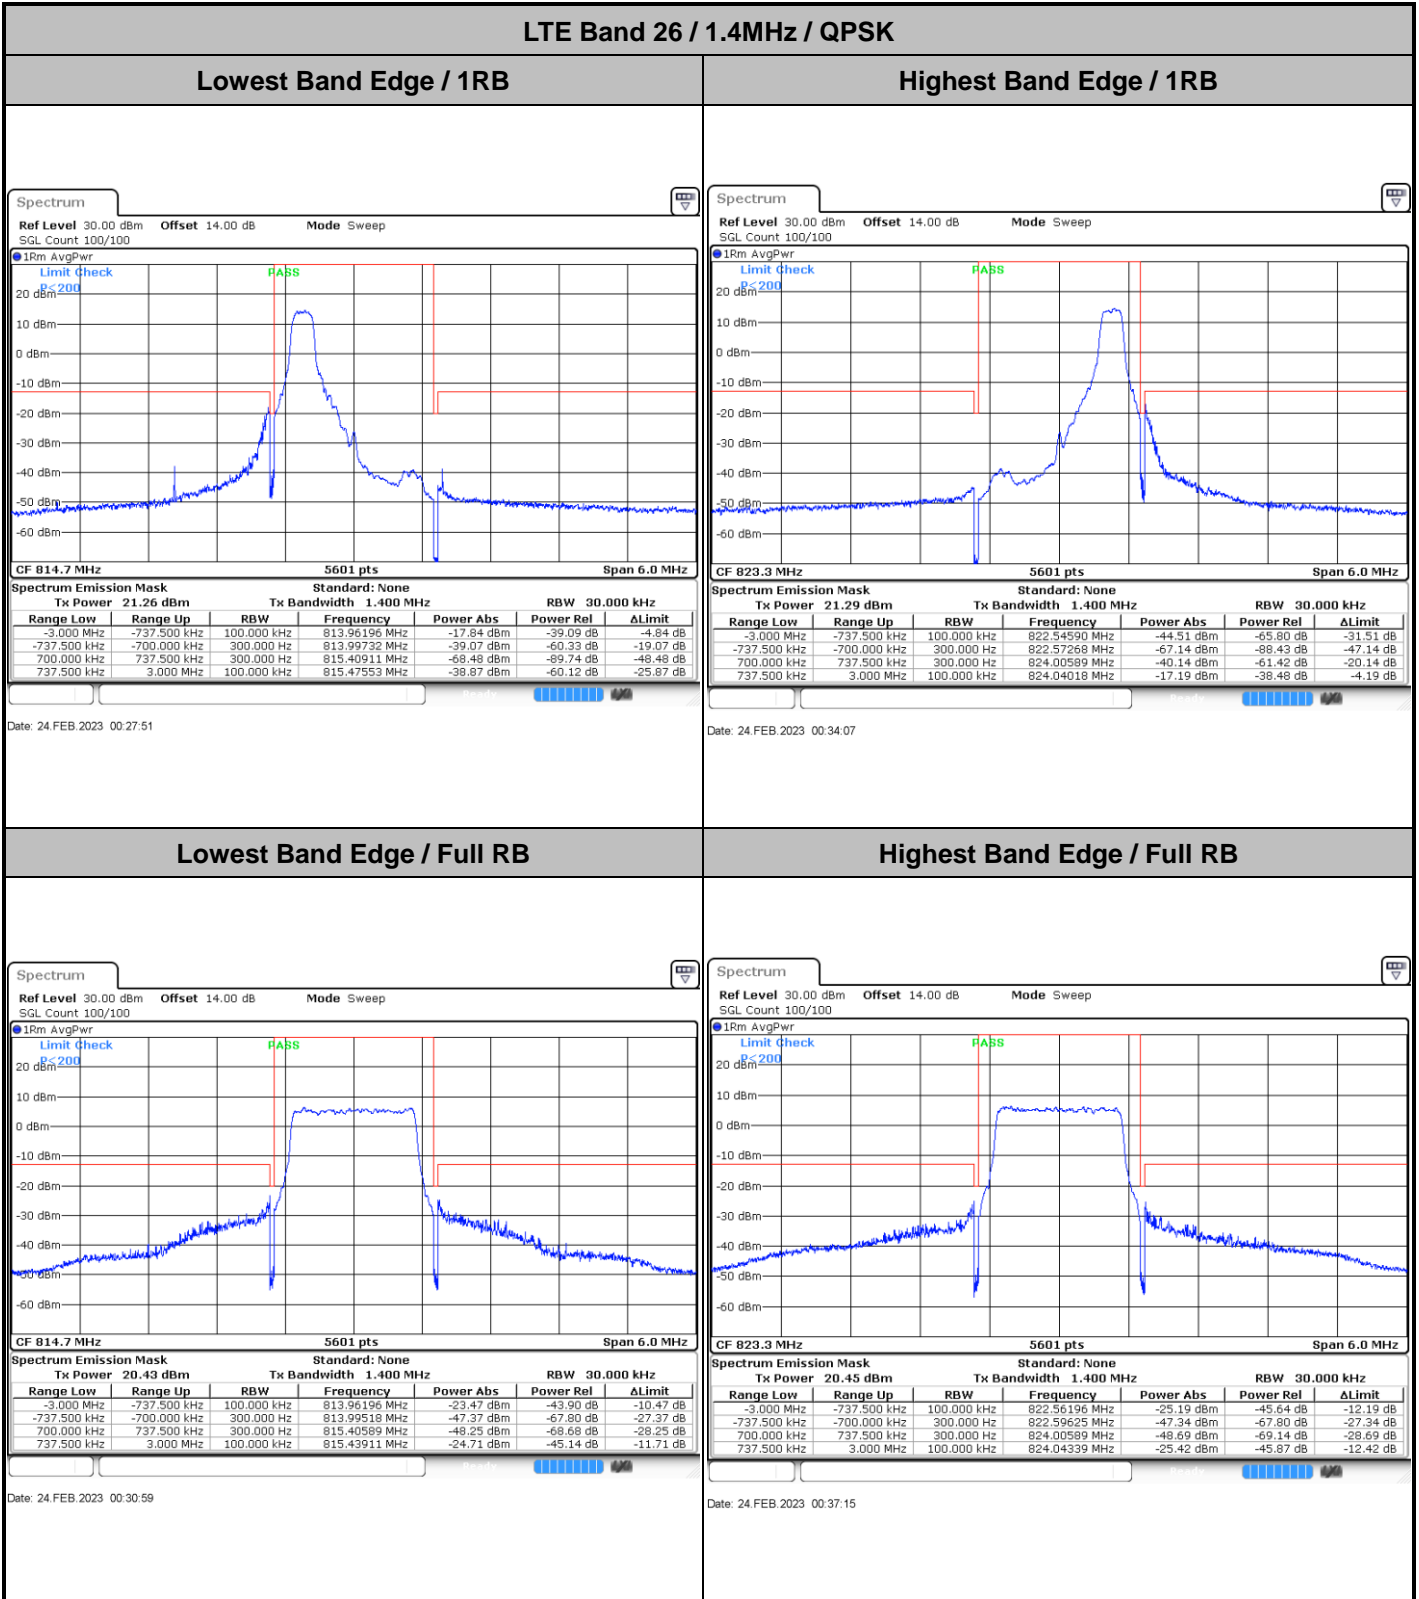 LTE Band 26 / 1.4MHz / QPSK
Lowest Band Edge / 1RB
Highest Band Edge / 1RB
Spectrum
Ref Level 30.00 dBm Offset 14.00 dB Mode Sweep
SGL Count 100/100
1Rm AvgPwr
Limit Check PASS
P<200
20 dBm
10 dBm
0 dBm
-10 dBm
-20 dBm
-30 dBm
-40 dBm
-50 dBm
-60 dBm
CF 814.7 MHz 5601 pts Span 6.0 MHz
Spectrum Emission Mask Standard: None
Tx Power 21.26 dBm Tx Bandwidth 1.400 MHz RBW 30.000 kHz
Range Low Range Up RBW Frequency Power Abs Power Rel ΔLimit
-3.000 MHz -737.500 kHz 100.000 kHz 813.96196 MHz -17.84 dBm -39.09 dB -4.84 dB
-737.500 kHz -700.000 kHz 300.000 Hz 813.99732 MHz -39.07 dBm -60.33 dB -19.07 dB
700.000 kHz 737.500 kHz 300.000 Hz 815.40911 MHz -68.48 dBm -89.74 dB -48.48 dB
737.500 kHz 3.000 MHz 100.000 kHz 815.47553 MHz -38.87 dBm -60.12 dB -25.87 dB
Ready
Date: 24.FEB.2023 00:27:51
Spectrum
Ref Level 30.00 dBm Offset 14.00 dB Mode Sweep
SGL Count 100/100
1Rm AvgPwr
Limit Check PASS
P<200
20 dBm
10 dBm
0 dBm
-10 dBm
-20 dBm
-30 dBm
-40 dBm
-50 dBm
-60 dBm
CF 823.3 MHz 5601 pts Span 6.0 MHz
Spectrum Emission Mask Standard: None
Tx Power 21.29 dBm Tx Bandwidth 1.400 MHz RBW 30.000 kHz
Range Low Range Up RBW Frequency Power Abs Power Rel ΔLimit
-3.000 MHz -737.500 kHz 100.000 kHz 822.54590 MHz -44.51 dBm -65.80 dB -31.51 dB
-737.500 kHz -700.000 kHz 300.000 Hz 822.57268 MHz -67.14 dBm -88.43 dB -47.14 dB
700.000 kHz 737.500 kHz 300.000 Hz 824.00589 MHz -40.14 dBm -61.42 dB -20.14 dB
737.500 kHz 3.000 MHz 100.000 kHz 824.04018 MHz -17.19 dBm -38.48 dB -4.19 dB
Ready
Date: 24.FEB.2023 00:34:07
Lowest Band Edge / Full RB
Highest Band Edge / Full RB
Spectrum
Ref Level 30.00 dBm Offset 14.00 dB Mode Sweep
SGL Count 100/100
1Rm AvgPwr
Limit Check PASS
P<200
20 dBm
10 dBm
0 dBm
-10 dBm
-20 dBm
-30 dBm
-40 dBm
-50 dBm
-60 dBm
CF 814.7 MHz 5601 pts Span 6.0 MHz
Spectrum Emission Mask Standard: None
Tx Power 20.43 dBm Tx Bandwidth 1.400 MHz RBW 30.000 kHz
Range Low Range Up RBW Frequency Power Abs Power Rel ΔLimit
-3.000 MHz -737.500 kHz 100.000 kHz 813.96196 MHz -23.47 dBm -43.90 dB -10.47 dB
-737.500 kHz -700.000 kHz 300.000 Hz 813.99518 MHz -47.37 dBm -67.80 dB -27.37 dB
700.000 kHz 737.500 kHz 300.000 Hz 815.40589 MHz -48.25 dBm -68.68 dB -28.25 dB
737.500 kHz 3.000 MHz 100.000 kHz 815.43911 MHz -24.71 dBm -45.14 dB -11.71 dB
Ready
Date: 24.FEB.2023 00:30:59
Spectrum
Ref Level 30.00 dBm Offset 14.00 dB Mode Sweep
SGL Count 100/100
1Rm AvgPwr
Limit Check PASS
P<200
20 dBm
10 dBm
0 dBm
-10 dBm
-20 dBm
-30 dBm
-40 dBm
-50 dBm
-60 dBm
CF 823.3 MHz 5601 pts Span 6.0 MHz
Spectrum Emission Mask Standard: None
Tx Power 20.45 dBm Tx Bandwidth 1.400 MHz RBW 30.000 kHz
Range Low Range Up RBW Frequency Power Abs Power Rel ΔLimit
-3.000 MHz -737.500 kHz 100.000 kHz 822.56196 MHz -25.19 dBm -45.64 dB -12.19 dB
-737.500 kHz -700.000 kHz 300.000 Hz 822.59625 MHz -47.34 dBm -67.80 dB -27.34 dB
700.000 kHz 737.500 kHz 300.000 Hz 824.00589 MHz -48.69 dBm -69.14 dB -28.69 dB
737.500 kHz 3.000 MHz 100.000 kHz 824.04339 MHz -25.42 dBm -45.87 dB -12.42 dB
Ready
Date: 24.FEB.2023 00:37:15